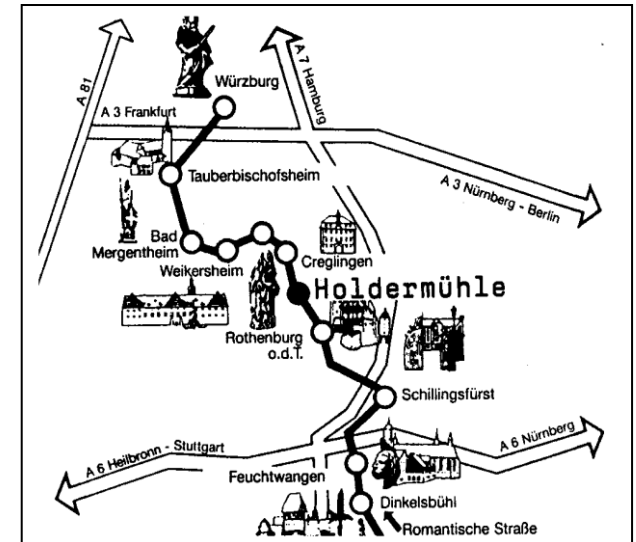 A 81
A 7 Hamburg
Würzburg
A 3 Frankfurt
Tauberbischofsheim
A 3 Nürnberg - Berlin
Bad
Mergentheim
Weikersheim
Creglingen
Holdermühle
Rothenburg
o.d.T.
Schillingsfürst
A 6 Heilbronn - Stuttgart
A 6 Nürnberg
Feuchtwangen
Dinkelsbühl
Romantische Straße